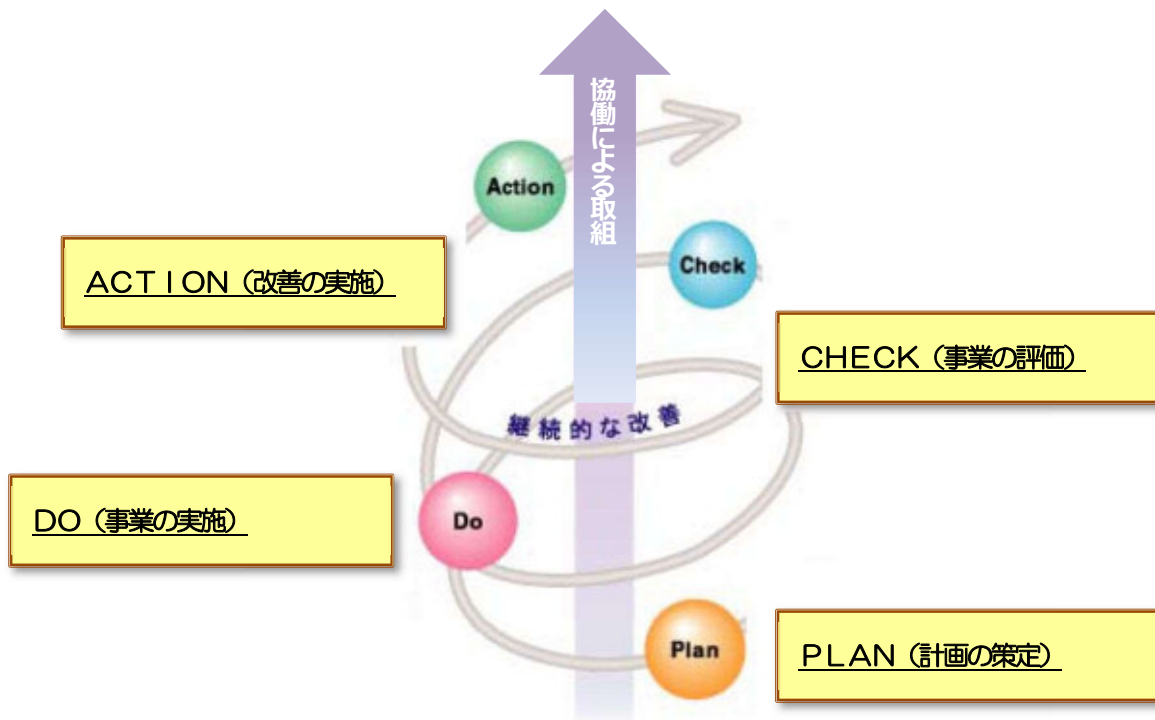 協働による取組
Action
Check
ＡＣＴＩＯＮ（改善の実施）
ＣＨＥＣＫ（事業の評価）
継続的な改善
ＤＯ（事業の実施）
Do
Plan
ＰＬＡＮ（計画の策定）